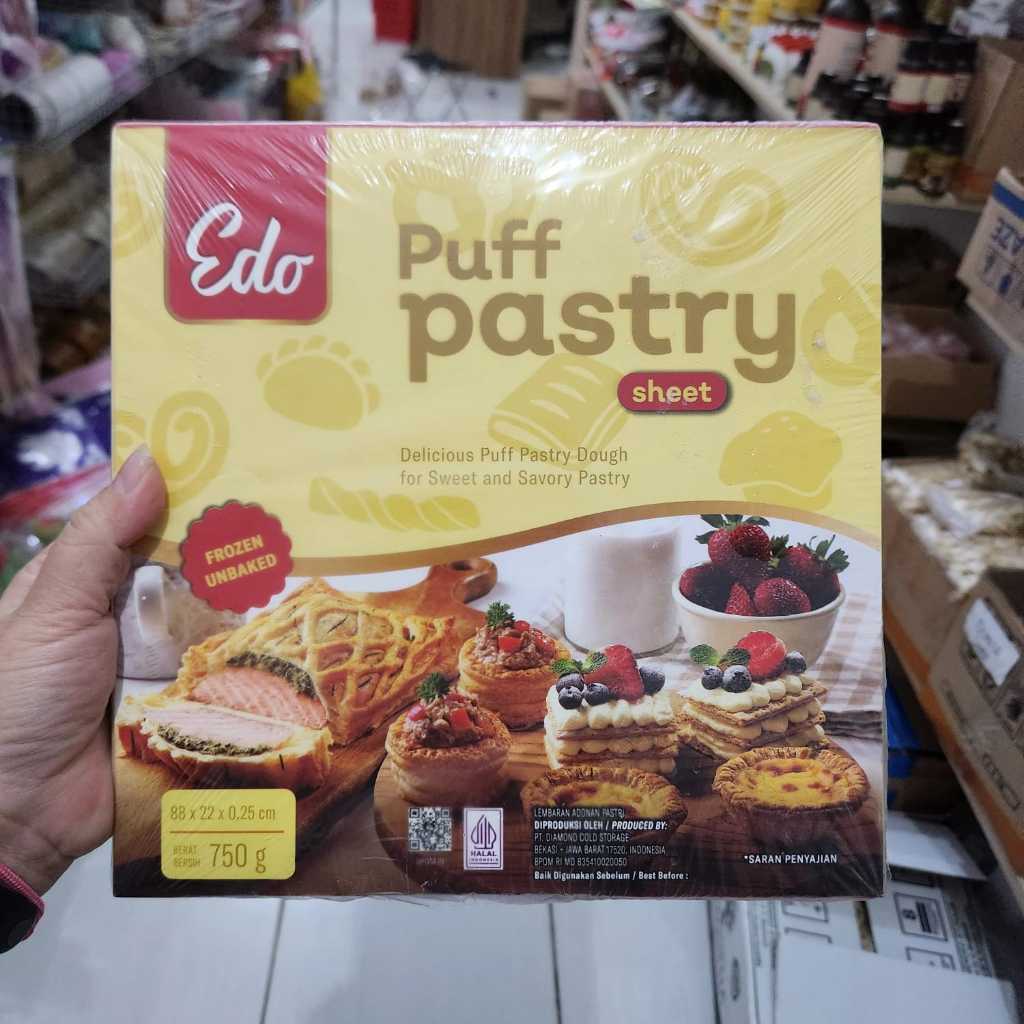 Edo
Puff
pastry
sheet
Delicious Puff Pastry Dough
for Sweet and Savory Pastry
FROZEN
UNBAKED
88 x 22 x 0,25 cm
BERAT
BERSIH 750 g
HALAL
INDONESIA
LEMBARAN ADONAN PASTRI
DIPRODUKSI OLEH / PRODUCED BY:
PT. DIAMOND COLD STORAGE
BEKASI - JAWA BARAT 17520, INDONESIA
BPOM RI MD 835410020050
Baik Digunakan Sebelum / Best Before :
*SARAN PENYAJIAN